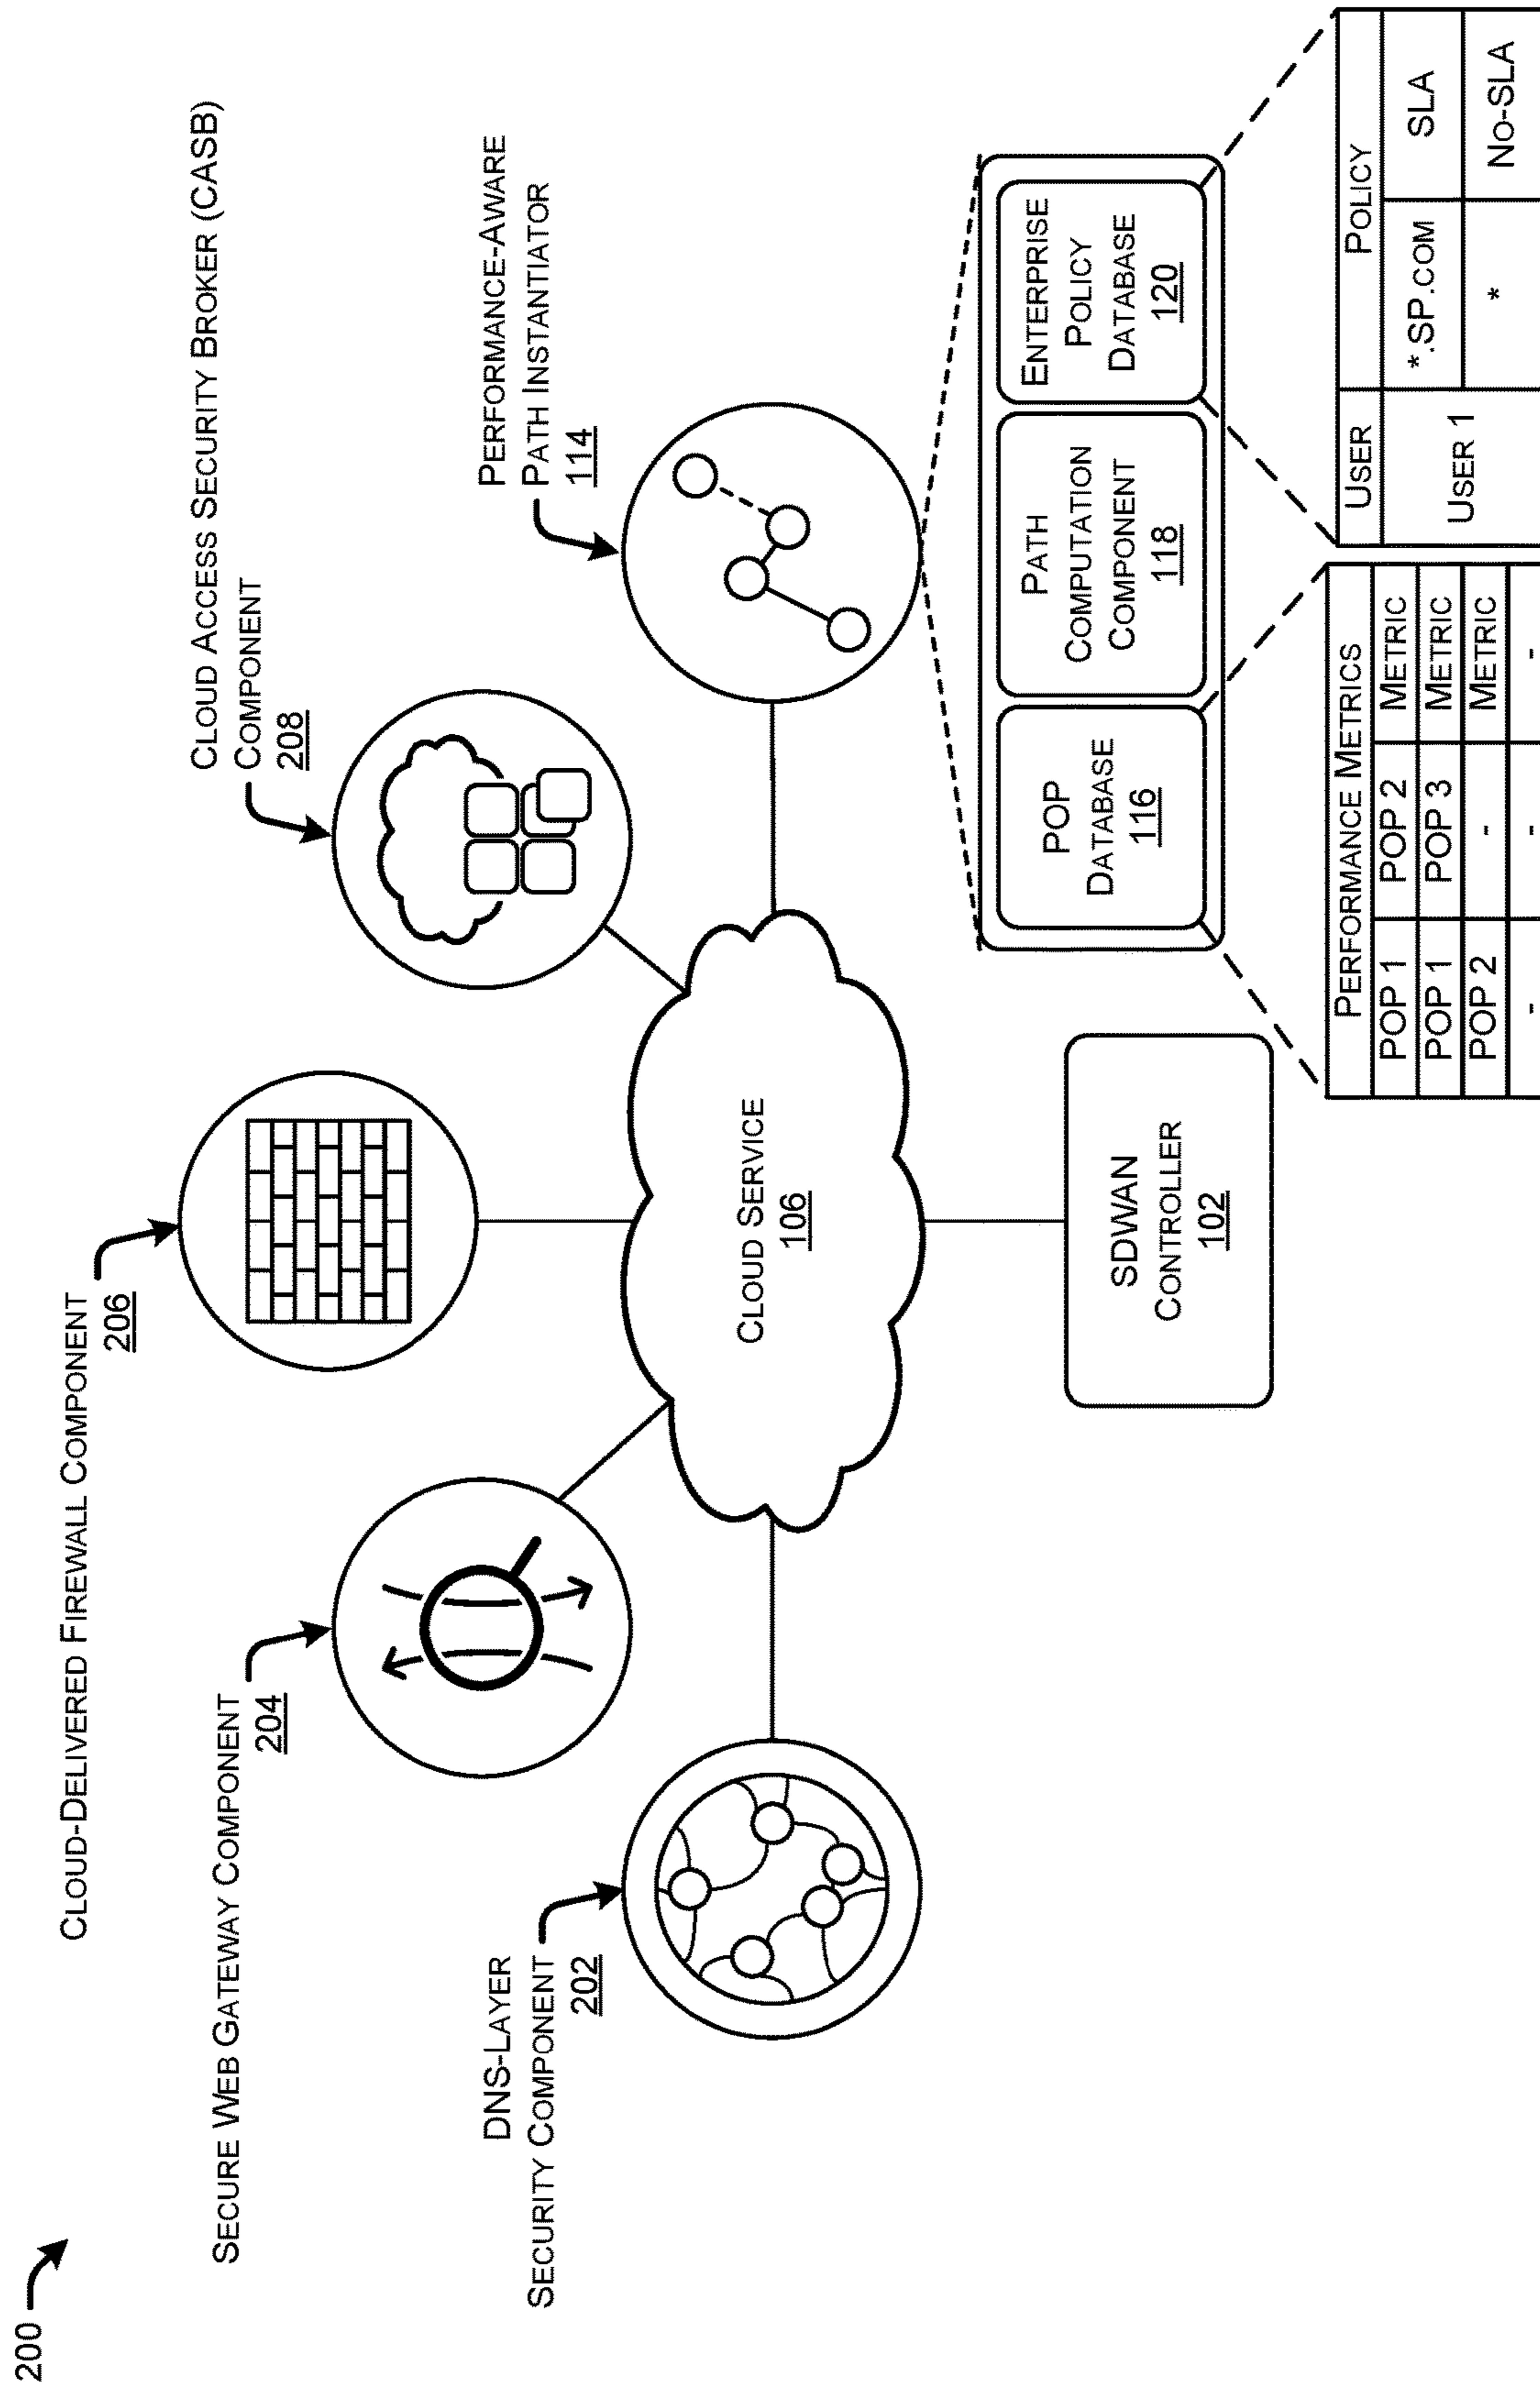 200
CLOUD-DELIVERED FIREWALL COMPONENT
206
SECURE WEB GATEWAY COMPONENT
204
CLOUD ACCESS SECURITY BROKER (CASB)
COMPONENT
208
DNS-LAYER
SECURITY COMPONENT
202
PERFORMANCE-AWARE
PATH INSTANTIATOR
114
CLOUD SERVICE
106
SDWAN
CONTROLLER
102
POP
DATABASE
116
PATH
COMPUTATION
COMPONENT
118
ENTERPRISE
POLICY
DATABASE
120
PERFORMANCE METRICS
POP 1 POP 2 METRIC
POP 1 POP 3 METRIC
POP 2 - METRIC
- - -
USER POLICY
USER 1 *.SP.COM SLA
* NO-SLA